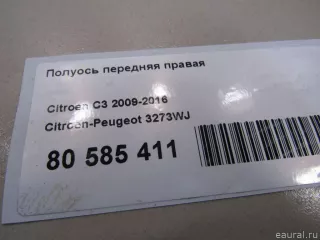 Полуось передняя правая
Citroen C3 2009-2016
Citroen-Peugeot 3273WJ
80 585 411
eaural.ru